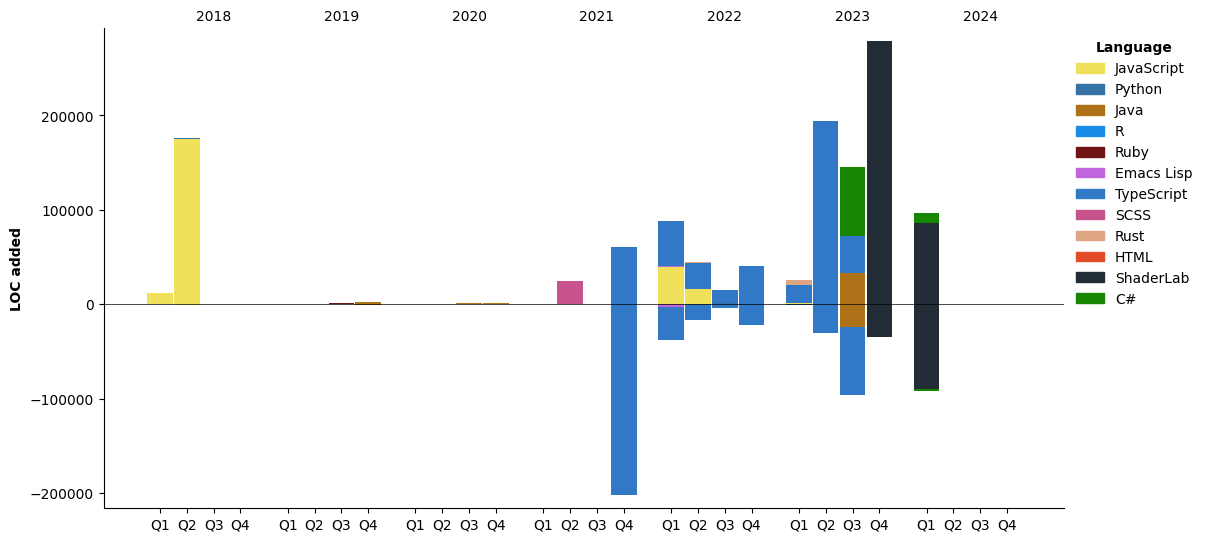 2018 2019 2020 2021 2022 2023 2024
LOC added
200000
100000
0
−100000
−200000
Q1 Q2 Q3 Q4 Q1 Q2 Q3 Q4 Q1 Q2 Q3 Q4 Q1 Q2 Q3 Q4 Q1 Q2 Q3 Q4 Q1 Q2 Q3 Q4 Q1 Q2 Q3 Q4
Language
JavaScript
Python
Java
R
Ruby
Emacs Lisp
TypeScript
SCSS
Rust
HTML
ShaderLab
C#